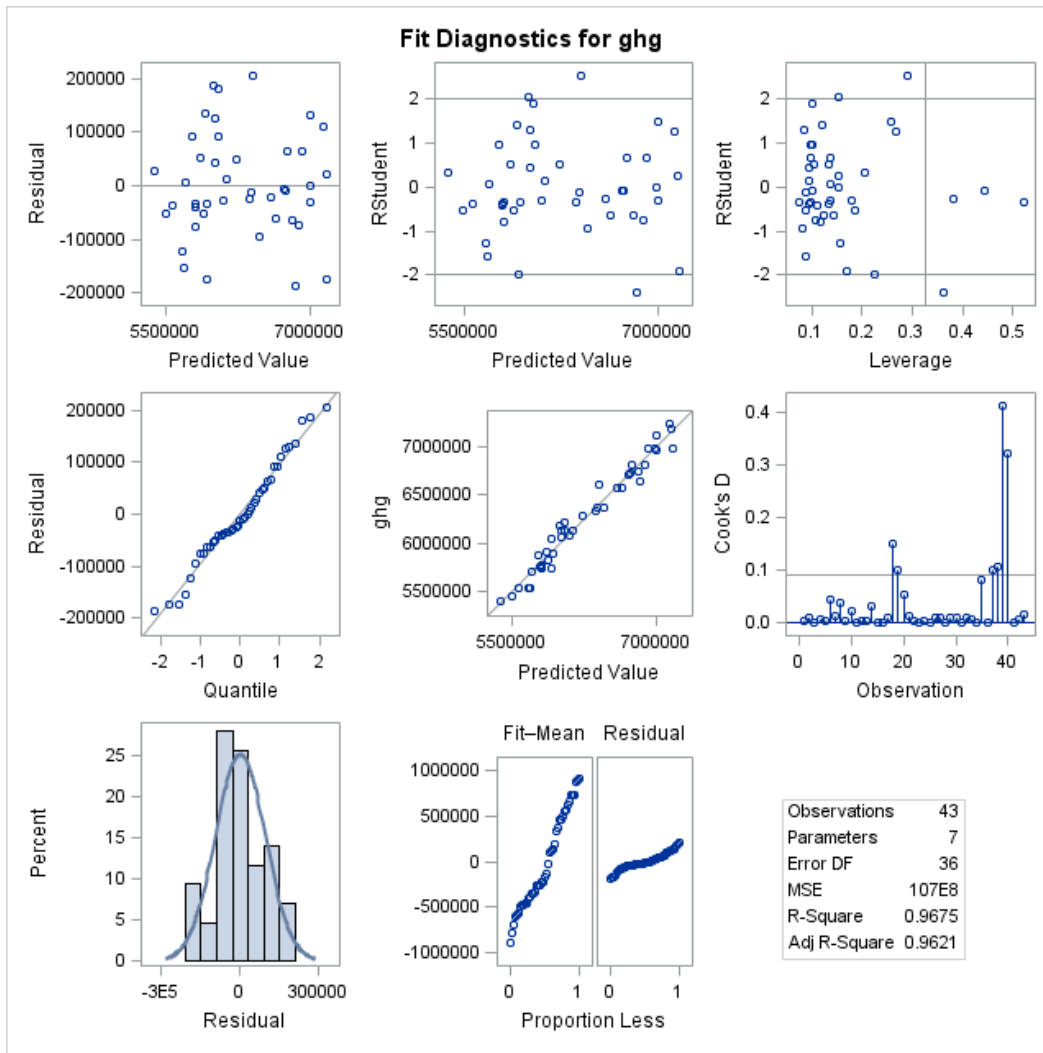 Fit Diagnostics for ghg
200000
100000
0
-100000
-200000
Residual
5500000 7000000
Predicted Value
2
1
0
-1
-2
RStudent
5500000 7000000
Predicted Value
2
1
0
-1
-2
RStudent
0.1 0.2 0.3 0.4 0.5
Leverage
200000
100000
0
-100000
-200000
Residual
-2 -1 0 1 2
Quantile
7000000
6500000
6000000
5500000
ghg
5500000 7000000
Predicted Value
0.4
0.3
0.2
0.1
0.0
Cook's D
0 10 20 30 40
Observation
25
20
15
10
5
0
Percent
-3E5 0 300000
Residual
Fit–Mean Residual
1000000
500000
0
-500000
-1000000
0 1 0 1
Proportion Less
Observations 43
Parameters 7
Error DF 36
MSE 107E8
R-Square 0.9675
Adj R-Square 0.9621